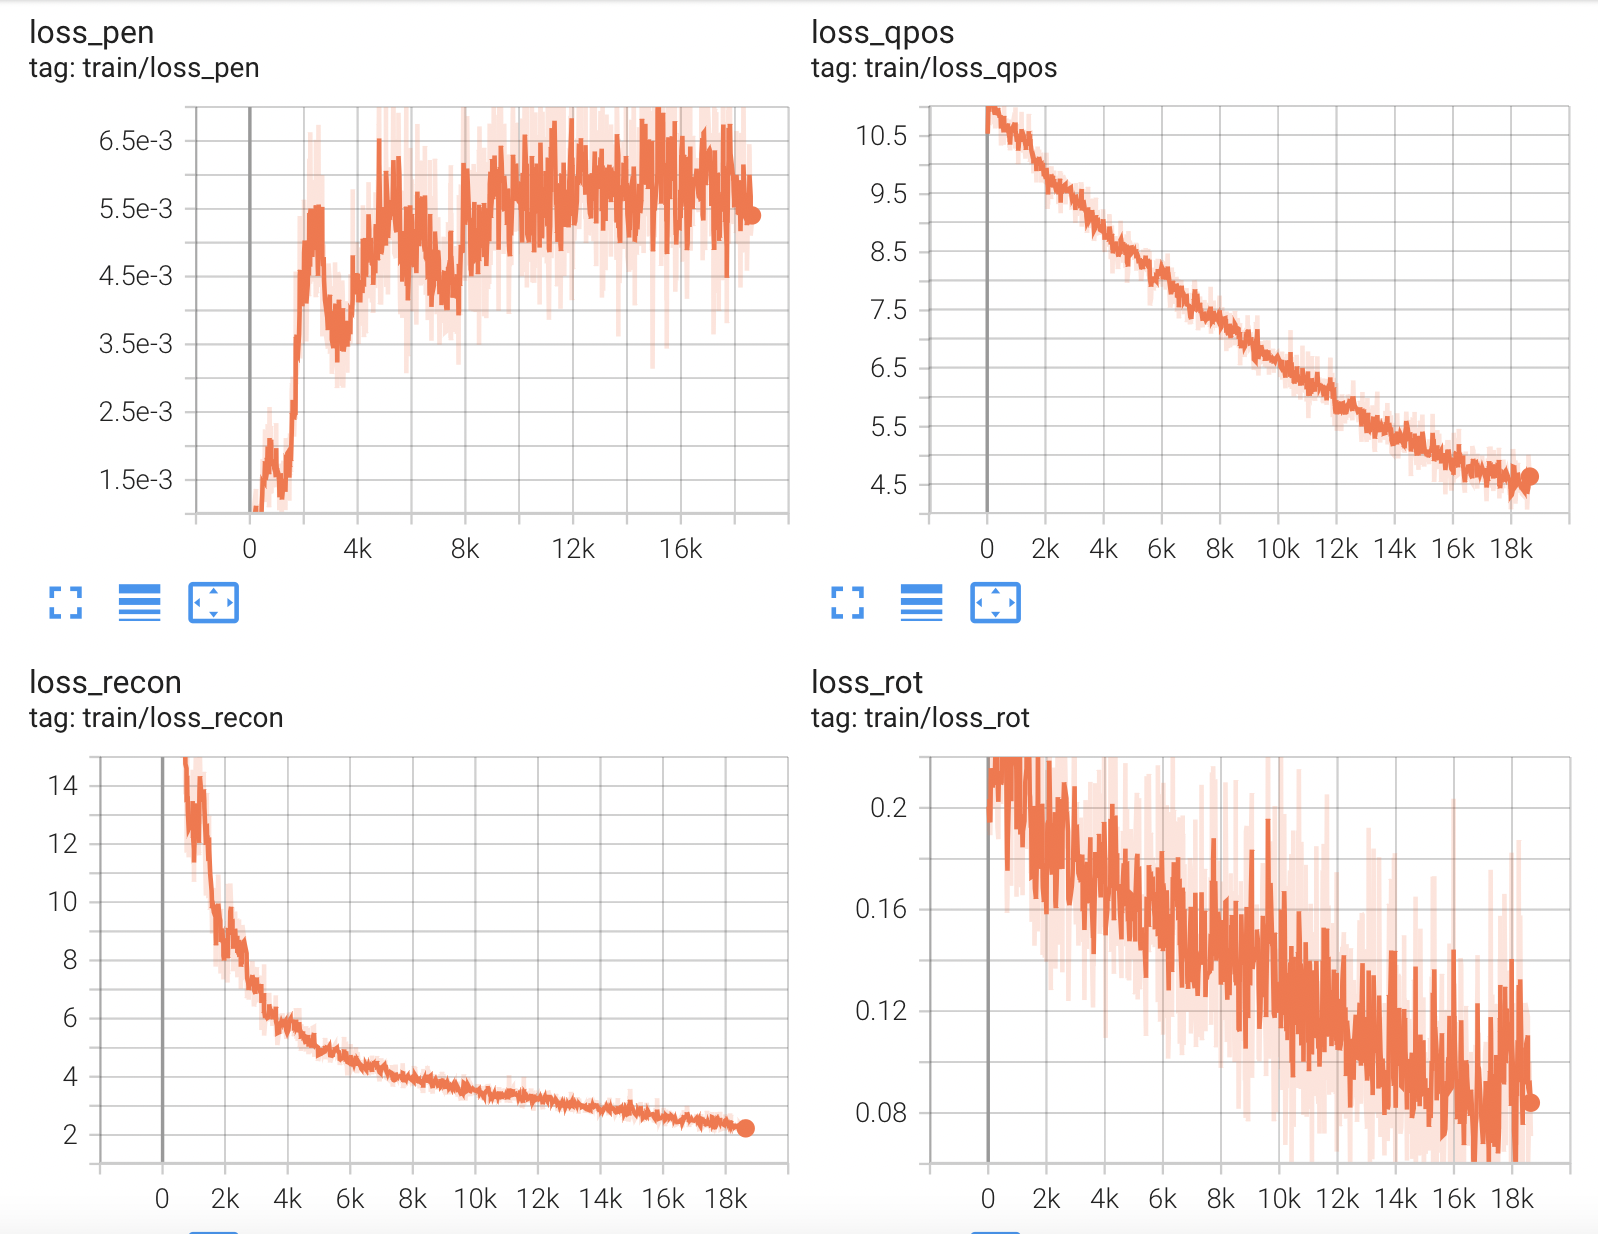 loss_pen
tag: train/loss_pen
6.5e-3
5.5e-3
4.5e-3
3.5e-3
2.5e-3
1.5e-3
0 4k 8k 12k 16k
loss_qpos
tag: train/loss_qpos
10.5
9.5
8.5
7.5
6.5
5.5
4.5
0 2k 4k 6k 8k 10k 12k 14k 16k 18k
loss_recon
tag: train/loss_recon
14
12
10
8
6
4
2
0 2k 4k 6k 8k 10k 12k 14k 16k 18k
loss_rot
tag: train/loss_rot
0.2
0.16
0.12
0.08
0 2k 4k 6k 8k 10k 12k 14k 16k 18k